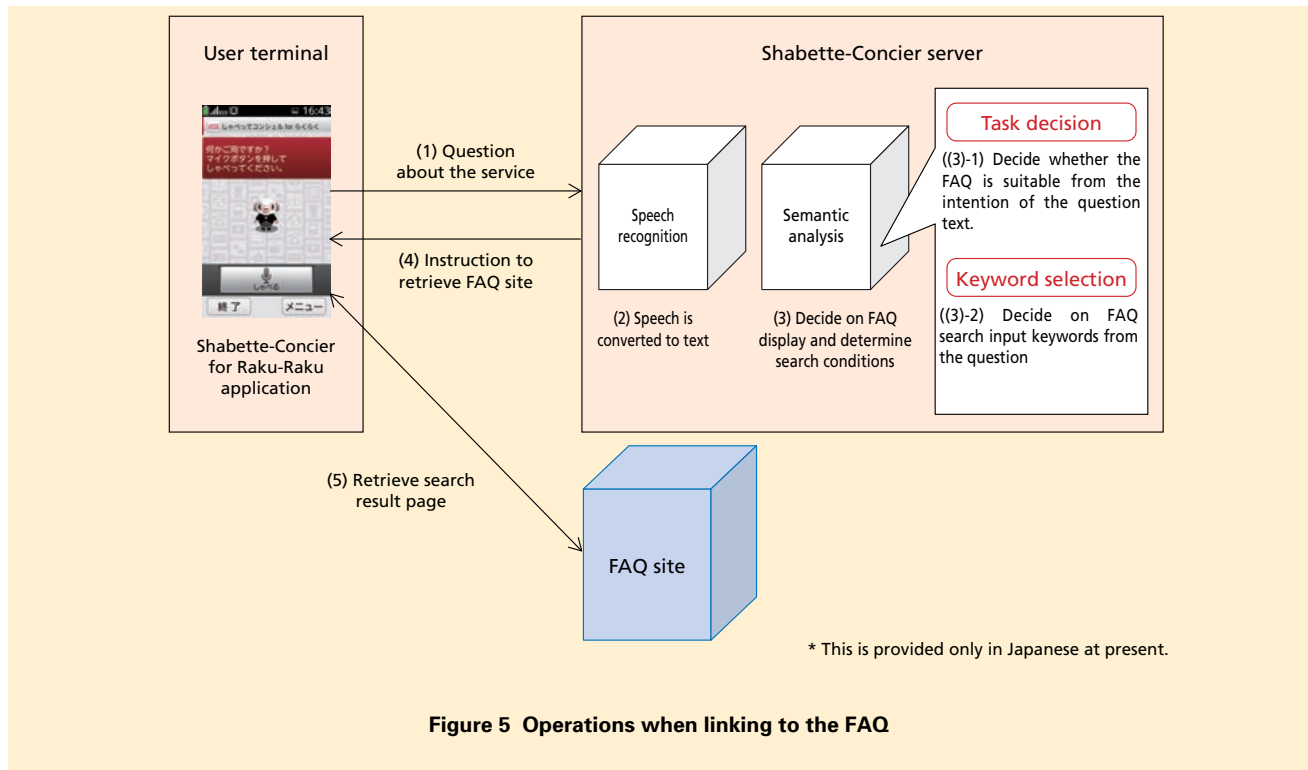 User terminal
16:43
しゃべってコンシェル for らくらく
何かご用ですか?
マイクボタンを押して
しゃべってください。
しゃべる
終了
メニュー
Shabette-Concier
for Raku-Raku
application
(1) Question
about the service
(4) Instruction to
retrieve FAQ site
(5) Retrieve search
result page
Shabette-Concier server
Speech
recognition
(2) Speech is
converted to text
Semantic
analysis
(3) Decide on FAQ
display and determine
search conditions
Task decision
((3)-1) Decide whether the
FAQ is suitable from the
intention of the question
text.
Keyword selection
((3)-2) Decide on FAQ
search input keywords from
the question
FAQ site
* This is provided only in Japanese at present.
Figure 5 Operations when linking to the FAQ